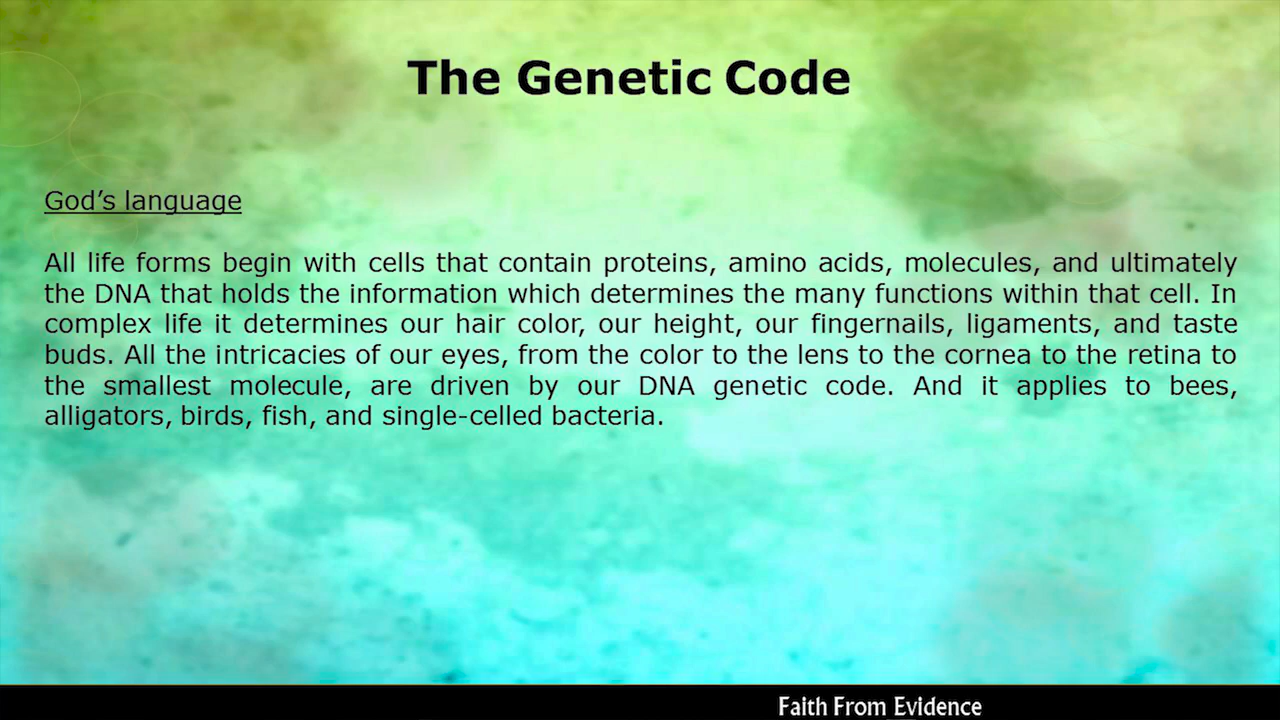 The Genetic Code
God’s language
All life forms begin with cells that contain proteins, amino acids, molecules, and ultimately
the DNA that holds the information which determines the many functions within that cell. In
complex life it determines our hair color, our height, our fingernails, ligaments, and taste
buds. All the intricacies of our eyes, from the color to the lens to the cornea to the retina to
the smallest molecule, are driven by our DNA genetic code. And it applies to bees,
alligators, birds, fish, and single-celled bacteria.
Faith From Evidence